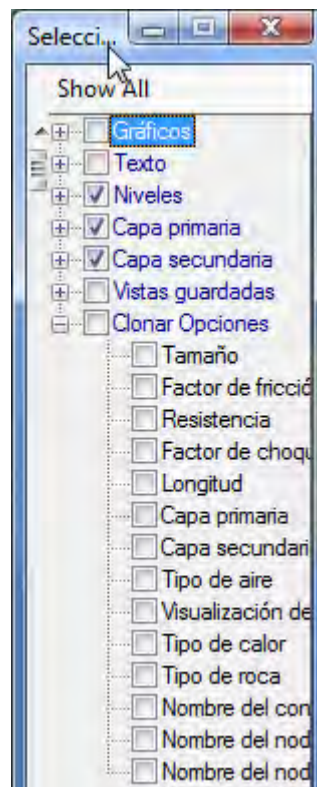 Selecci...
Show All
Gráficos
Texto
Niveles
Capa primaria
Capa secundaria
Vistas guardadas
Clonar Opciones
Tamaño
Factor de fricció
Resistencia
Factor de choqu
Longitud
Capa primaria
Capa secundari
Tipo de aire
Visualización de
Tipo de calor
Tipo de roca
Nombre del con
Nombre del nod
Nombre del nod